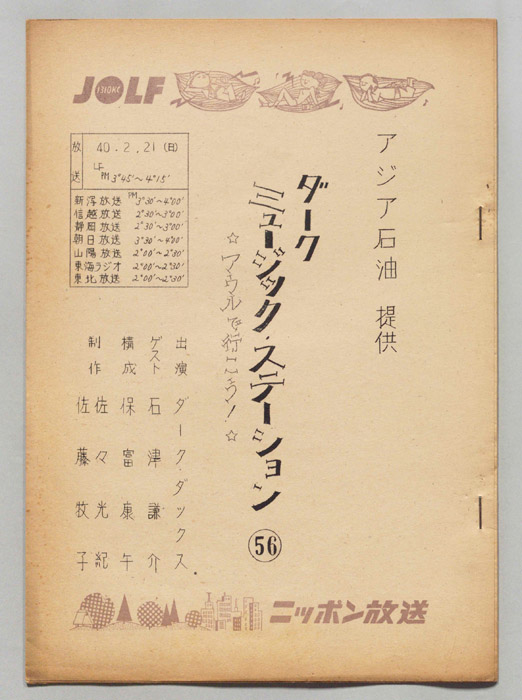 JOLF
1310KC
アジア石油 提供
ダーク
ミュージック・ステーション
56
☆ マウルで行こう! ☆
放送
40.2.21(日)
LF
PM 3°45'~4°15'
PM
新潟放送 3°30'~4°00'
信越放送 2°30'~3°00'
静岡放送 2°30'~3°00'
朝日放送 3°30'~4°00'
山陽放送 2°00'~2°30'
東海ラジオ 2°00'~2°30'
東北放送 2°00'~2°30'
出演 ダーク・ダックス
ゲスト 石津謙介
構成 保富康午
制作 佐々木光紀
佐藤牧子
ニッポン放送